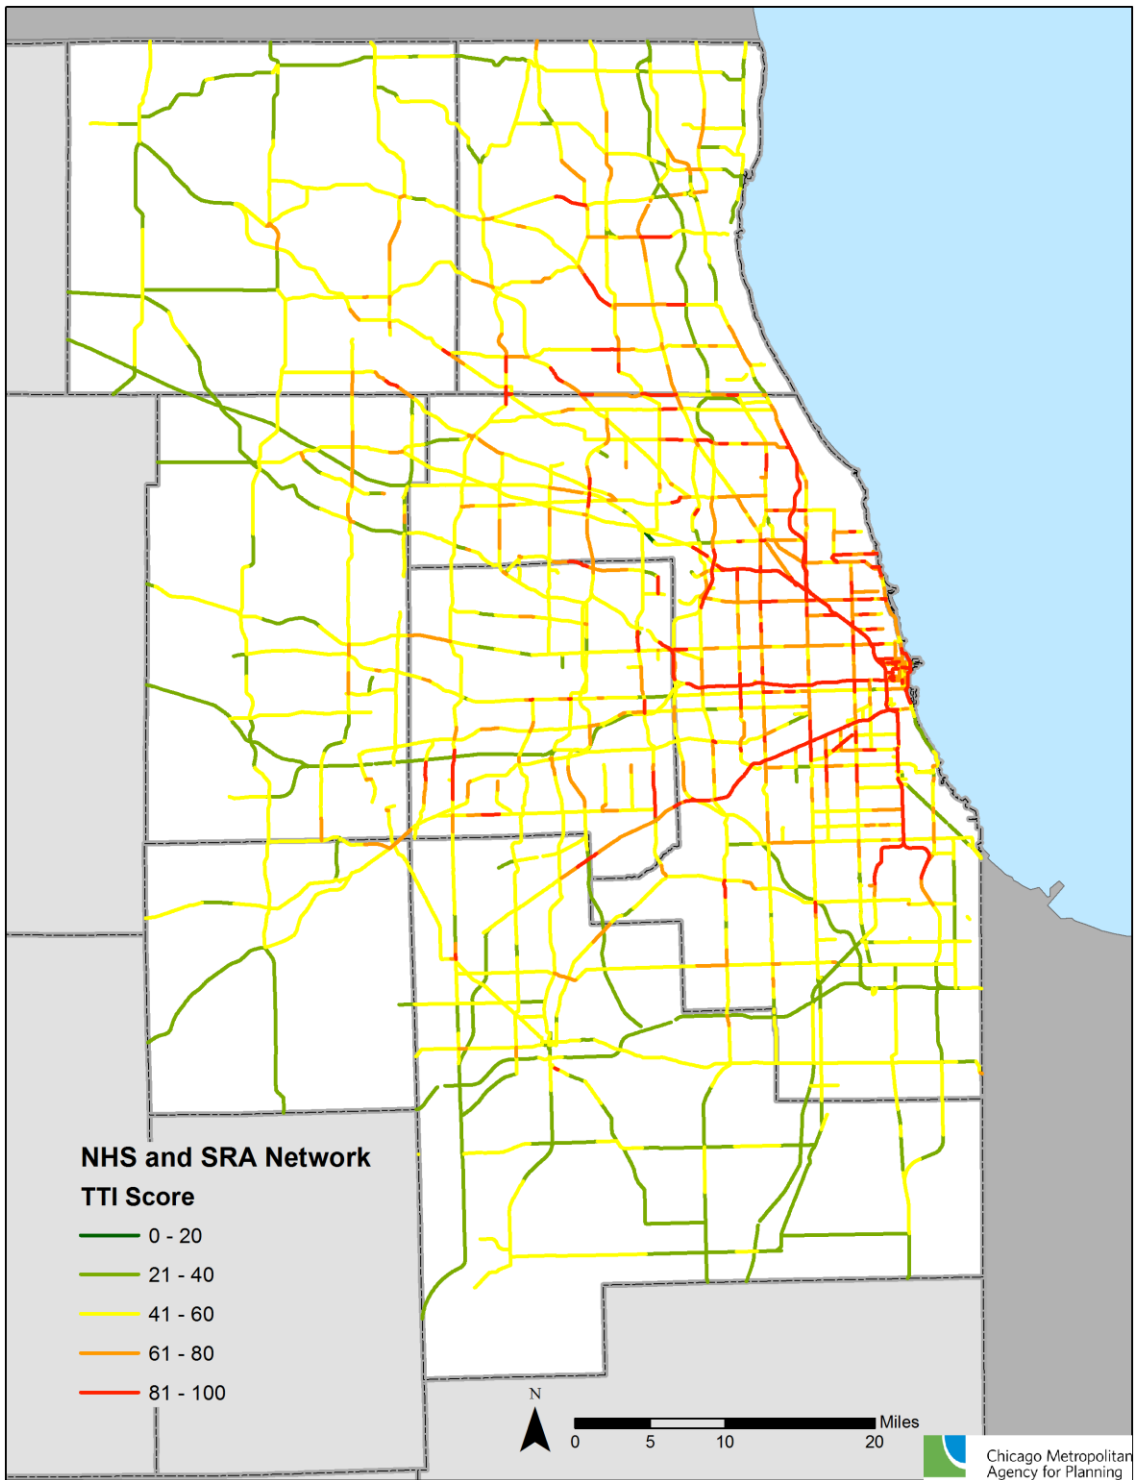 NHS and SRA Network
TTI Score
0 - 20
21 - 40
41 - 60
61 - 80
81 - 100
N
Miles
0 5 10 20
Chicago Metropolitan
Agency for Planning